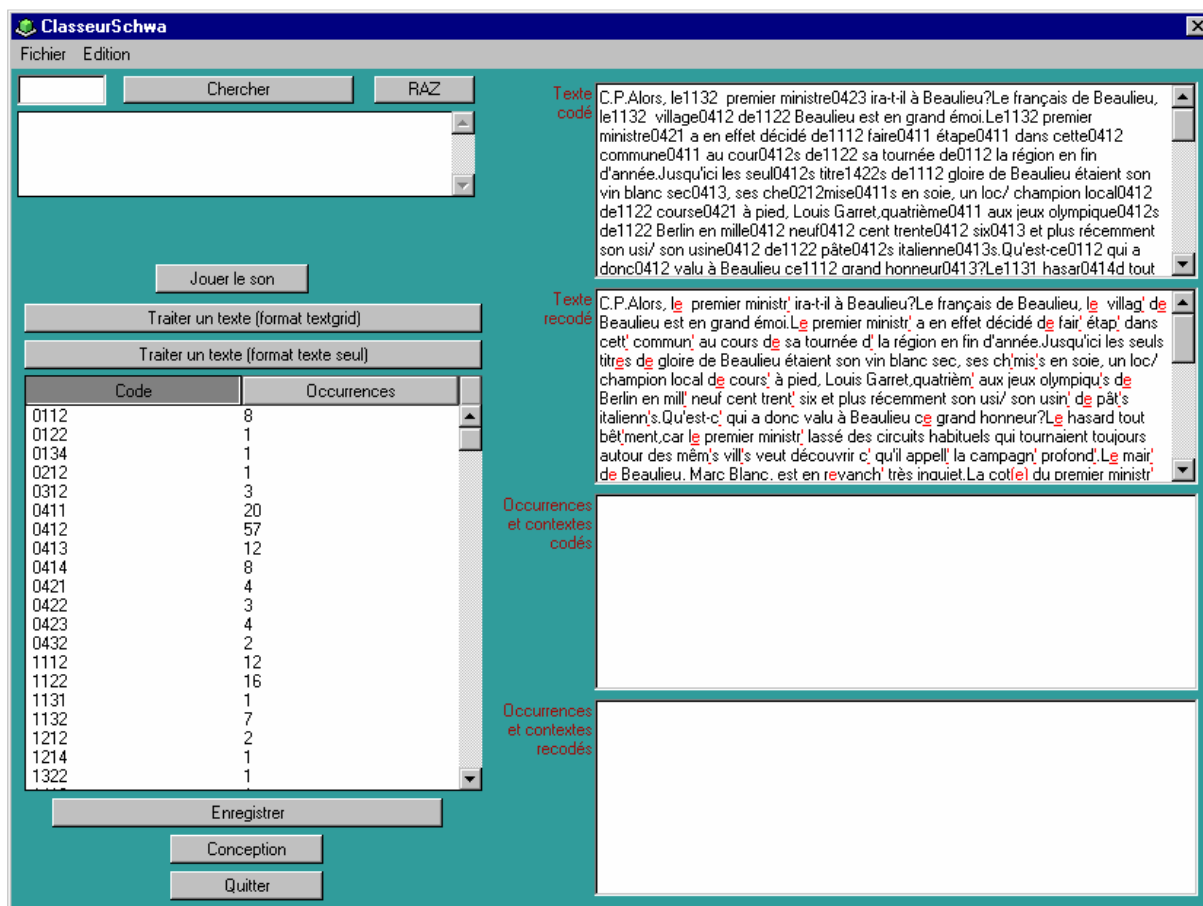 ClasseurSchwa
Fichier Edition
Chercher RAZ
Jouer le son
Traiter un texte (format textgrid)
Traiter un texte (format texte seul)
Code Occurrences
0112 8
0122 1
0134 1
0212 1
0312 3
0411 20
0412 57
0413 12
0414 8
0421 4
0422 3
0423 4
0432 2
1112 12
1122 16
1131 1
1132 7
1212 2
1214 1
1322 1
Enregistrer
Conception
Quitter
Texte
codé
C.P.Alors, le1132 premier ministre0423 ira-t-il à Beaulieu?Le français de Beaulieu,
le1132 village0412 de1122 Beaulieu est en grand émoi.Le1132 premier
ministre0421 a en effet décidé de1112 faire0411 étape0411 dans cette0412
commune0411 au cour0412s de1122 sa tournée de0112 la région en fin
d'année.Jusqu'ici les seul0412s titre1422s de1112 gloire de Beaulieu étaient son
vin blanc sec0413, ses che0212mise0411s en soie, un loc/ champion local0412
de1122 course0421 à pied, Louis Garret,quatrième0411 aux jeux olympique0412s
de1122 Berlin en mille0412 neuf0412 cent trente0412 six0413 et plus récemment
son usi/ son usine0412 de1122 pâte0412s italienne0413s.Qu'est-ce0112 qui a
donc0412 valu à Beaulieu ce1112 grand honneur0413?Le1131 hasar0414d tout
Texte
recodé
C.P.Alors, le premier ministr' ira-t-il à Beaulieu?Le français de Beaulieu, le villag' de
Beaulieu est en grand émoi.Le premier ministr' a en effet décidé de fair' étap' dans
cett' commun' au cours de sa tournée d' la région en fin d'année.Jusqu'ici les seuls
titres de gloire de Beaulieu étaient son vin blanc sec, ses ch'mis's en soie, un loc/
champion local de cours' à pied, Louis Garret,quatrièm' aux jeux olympiqu's de
Berlin en mill' neuf cent trent' six et plus récemment son usi/ son usin' de pât's
italienn's.Qu'est-c' qui a donc valu à Beaulieu ce grand honneur?Le hasard tout
bêt'ment,car le premier ministr' lassé des circuits habituels qui tournaient toujours
autour des mêm's vill's veut découvrir c' qu'il appell' la campagn' profond'.Le mair'
de Beaulieu, Marc Blanc, est en revanch' très inquiet.La cot(e) du premier ministr'
Occurrences
et contextes
codés
Occurrences
et contextes
recodés